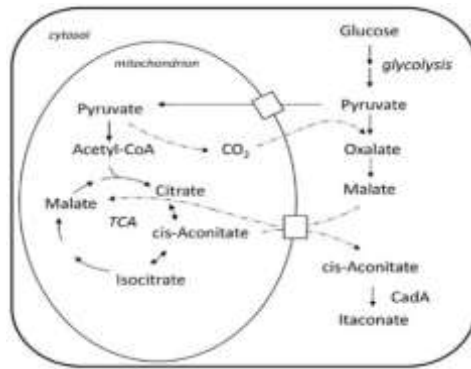 cytosol
Glucose
glycolysis
mitochondrion
Pyruvate
Pyruvate
Acetyl-CoA
CO2
Oxalate
Malate
Citrate
Malate
TCA
cis-Aconitate
cis-Aconitate
Isocitrate
CadA
Itaconate